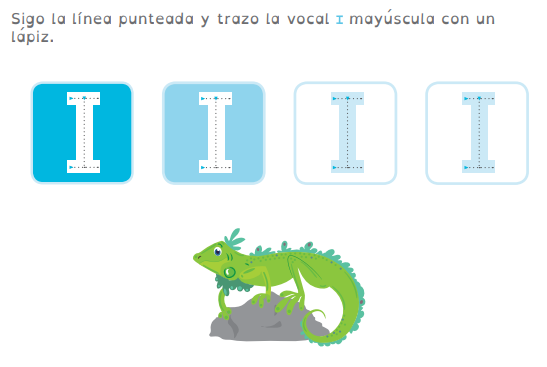 Sigo la línea punteada y trazo la vocal I mayúscula con un
lápiz.
I I I I